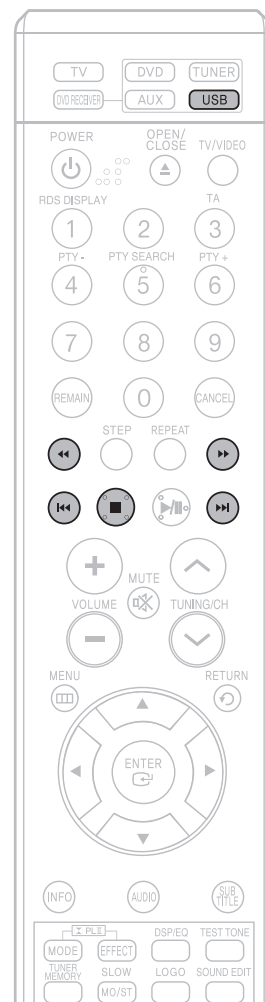 TV DVD TUNER
DVD RECEIVER AUX USB
POWER OPEN/
CLOSE TV/VIDEO
RDS DISPLAY TA
1 2 3
PTY - PTY SEARCH PTY +
4 5 6
7 8 9
REMAIN 0 CANCEL
STEP REPEAT
MUTE
VOLUME TUNING/CH
MENU RETURN
ENTER
INFO AUDIO SUB
TITLE
PL II DSP/EQ TEST TONE
MODE EFFECT
TUNER
MEMORY SLOW LOGO SOUND EDIT
MO/ST